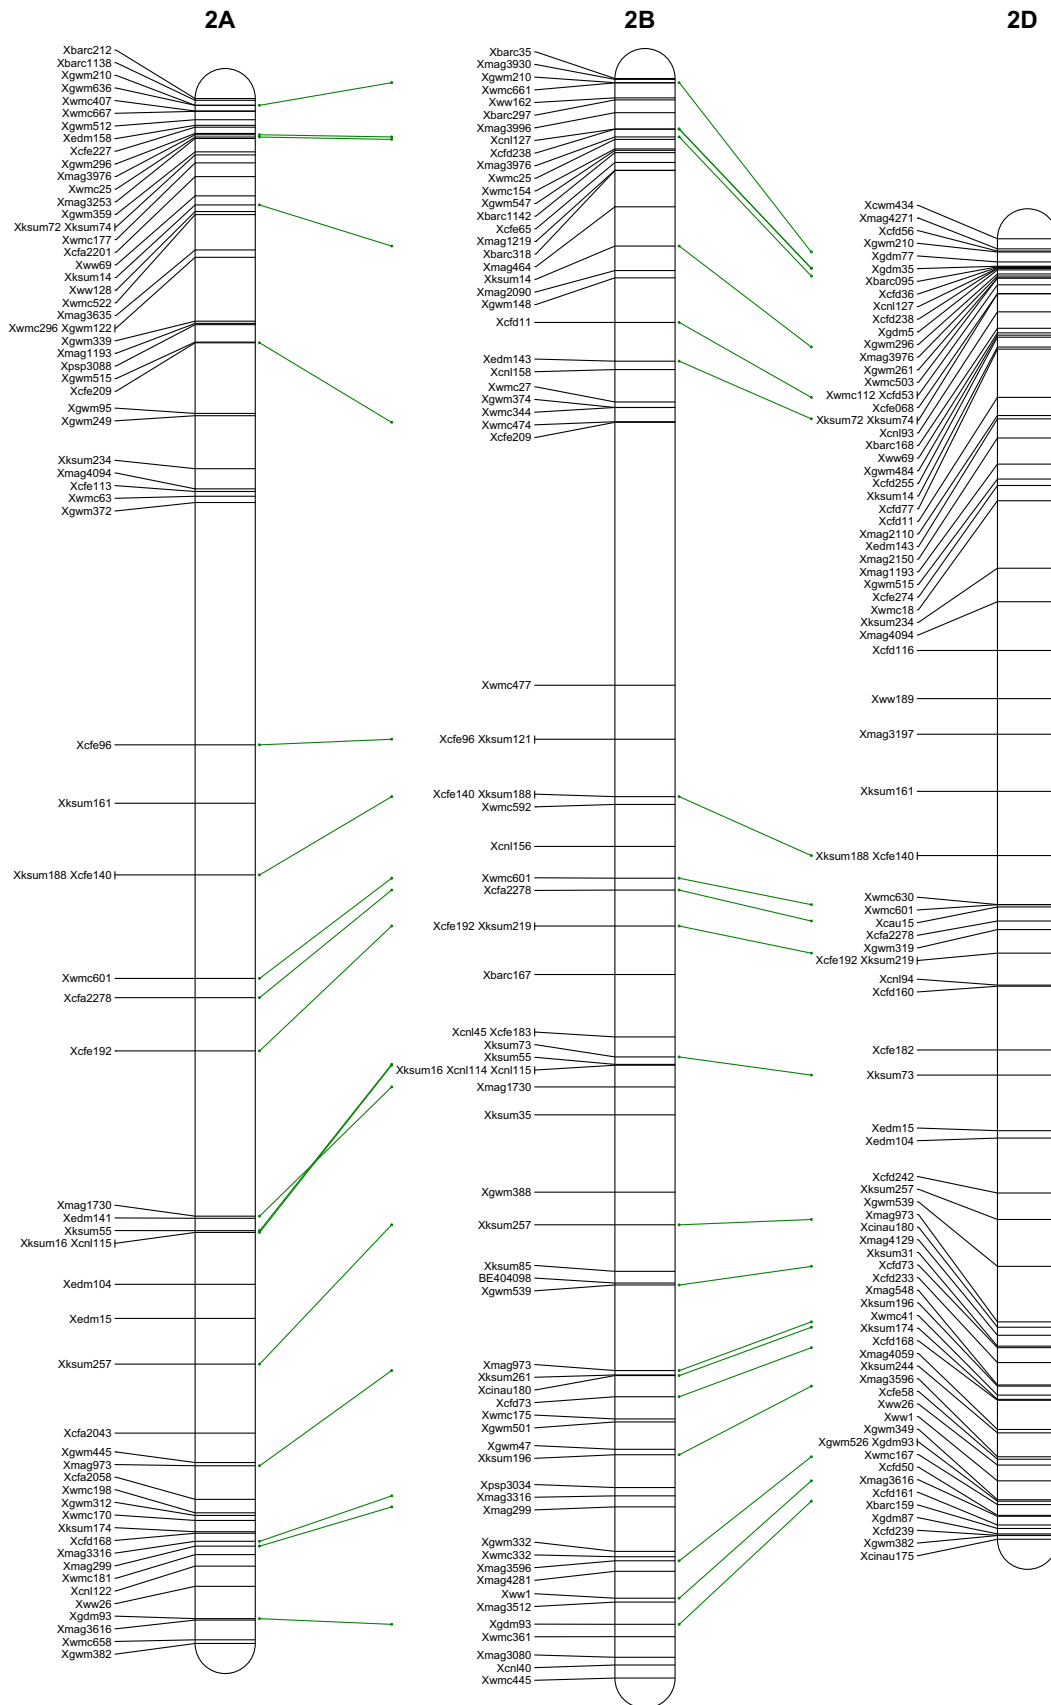 2A
2B
2D
Xbarc212
Xbarc1138
Xgwm210
Xgwm636
Xwmc407
Xwmc667
Xgwm512
Xedm158
Xcfe227
Xgwm296
Xmag3976
Xwmc25
Xmag3253
Xgwm359
Xksum72 Xksum74
Xwmc177
Xcfa2201
Xww69
Xksum14
Xww128
Xwmc522
Xmag3635
Xwmc296 Xgwm122
Xgwm339
Xmag1193
Xpsp3088
Xgwm515
Xcfe209
Xgwm95
Xgwm249
Xksum234
Xmag4094
Xcfe113
Xwmc63
Xgwm372
Xcfe96
Xksum161
Xksum188 Xcfe140
Xwmc601
Xcfa2278
Xcfe192
Xmag1730
Xedm141
Xksum55
Xksum16 Xcnl115
Xedm104
Xedm15
Xksum257
Xcfa2043
Xgwm445
Xmag973
Xcfa2058
Xwmc198
Xgwm312
Xwmc170
Xksum174
Xcfd168
Xmag3316
Xmag299
Xwmc181
Xcnl122
Xww26
Xgdm93
Xmag3616
Xwmc658
Xgwm382
Xbarc35
Xmag3930
Xgwm210
Xwmc661
Xww162
Xbarc297
Xmag3996
Xcnl127
Xcfd238
Xmag3976
Xwmc25
Xwmc154
Xgwm547
Xbarc1142
Xcfe65
Xmag1219
Xbarc318
Xmag464
Xksum14
Xmag2090
Xgwm148
Xcfd11
Xedm143
Xcnl158
Xwmc27
Xgwm374
Xwmc344
Xwmc474
Xcfe209
Xwmc477
Xcfe96 Xksum121
Xcfe140 Xksum188
Xwmc592
Xcnl156
Xwmc601
Xcfa2278
Xcfe192 Xksum219
Xbarc167
Xcnl45 Xcfe183
Xksum73
Xksum55
Xksum16 Xcnl114 Xcnl115
Xmag1730
Xksum35
Xgwm388
Xksum257
Xksum85
BE404098
Xgwm539
Xmag973
Xksum261
Xcinau180
Xcfd73
Xwmc175
Xgwm501
Xgwm47
Xksum196
Xpsp3034
Xmag3316
Xmag299
Xgwm332
Xwmc332
Xmag3596
Xmag4281
Xww1
Xmag3512
Xgdm93
Xwmc361
Xmag3080
Xcnl40
Xwmc445
Xcwm434
Xmag4271
Xcfd56
Xgwm210
Xgdm77
Xgdm35
Xbarc095
Xcfd36
Xcnl127
Xcfd238
Xgdm5
Xgwm296
Xmag3976
Xgwm261
Xwmc503
Xwmc112 Xcfd53
Xcfe068
Xksum72 Xksum74
Xcnl93
Xbarc168
Xww69
Xgwm484
Xcfd255
Xksum14
Xcfd77
Xcfd11
Xmag2110
Xedm143
Xmag2150
Xmag1193
Xgwm515
Xcfe274
Xwmc18
Xksum234
Xmag4094
Xcfd116
Xww189
Xmag3197
Xksum161
Xksum188 Xcfe140
Xwmc630
Xwmc601
Xcau15
Xcfa2278
Xgwm319
Xcfe192 Xksum219
Xcnl94
Xcfd160
Xcfe182
Xksum73
Xedm15
Xedm104
Xcfd242
Xksum257
Xgwm539
Xmag973
Xcinau180
Xmag4129
Xksum31
Xcfd73
Xcfd233
Xmag548
Xksum196
Xwmc41
Xksum174
Xcfd168
Xmag4059
Xksum244
Xmag3596
Xcfe58
Xww26
Xww1
Xgwm349
Xgwm526 Xgdm93
Xwmc167
Xcfd50
Xmag3616
Xcfd161
Xbarc159
Xgdm87
Xcfd239
Xgwm382
Xcinau175